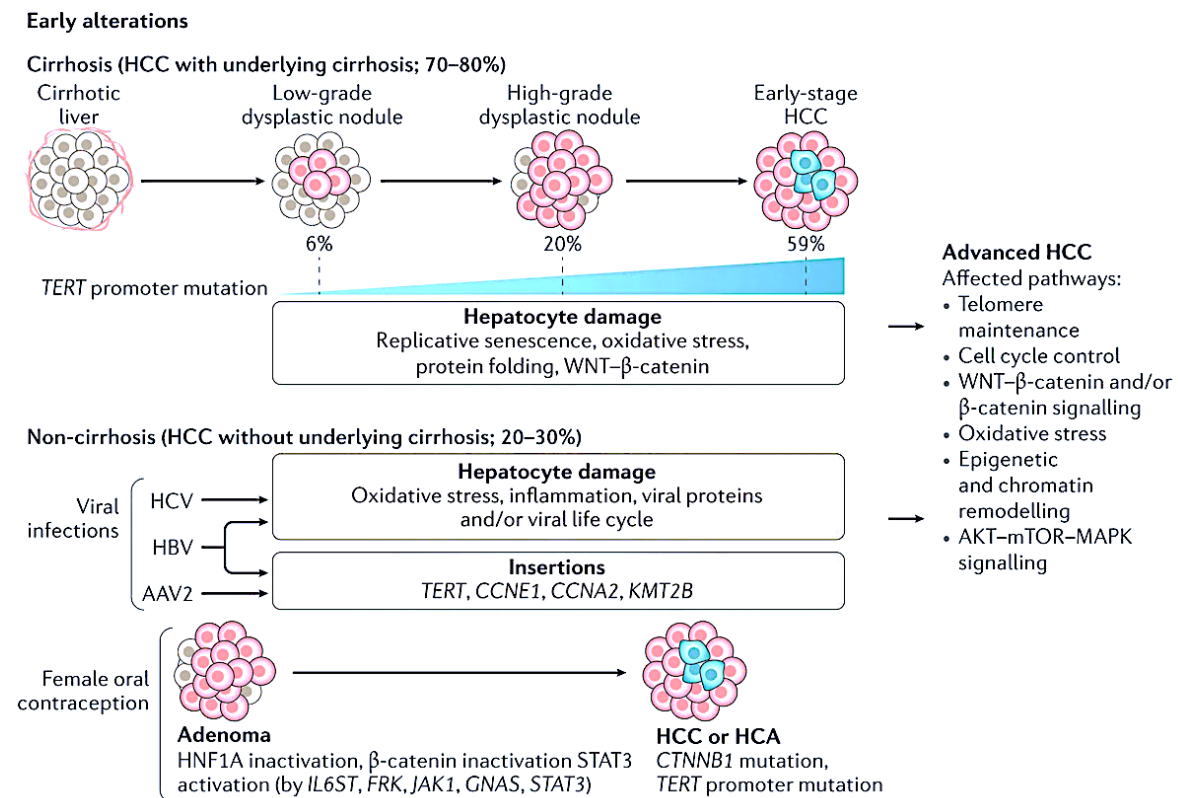 Early alterations
Cirrhosis (HCC with underlying cirrhosis; 70–80%)
Cirrhotic
liver
Low-grade
dysplastic nodule
High-grade
dysplastic nodule
Early-stage
HCC
6%
20%
59%
TERT promoter mutation
Hepatocyte damage
Replicative senescence, oxidative stress,
protein folding, WNT–β-catenin
Non-cirrhosis (HCC without underlying cirrhosis; 20–30%)
Viral
infections
HCV
HBV
AAV2
Hepatocyte damage
Oxidative stress, inflammation, viral proteins
and/or viral life cycle
Insertions
TERT, CCNE1, CCNA2, KMT2B
Female oral
contraception
Adenoma
HNF1A inactivation, β-catenin inactivation STAT3
activation (by IL6ST, FRK, JAK1, GNAS, STAT3)
HCC or HCA
CTNNB1 mutation,
TERT promoter mutation
Advanced HCC
Affected pathways:
• Telomere
maintenance
• Cell cycle control
• WNT–β-catenin and/or
β-catenin signalling
• Oxidative stress
• Epigenetic
and chromatin
remodelling
• AKT–mTOR–MAPK
signalling